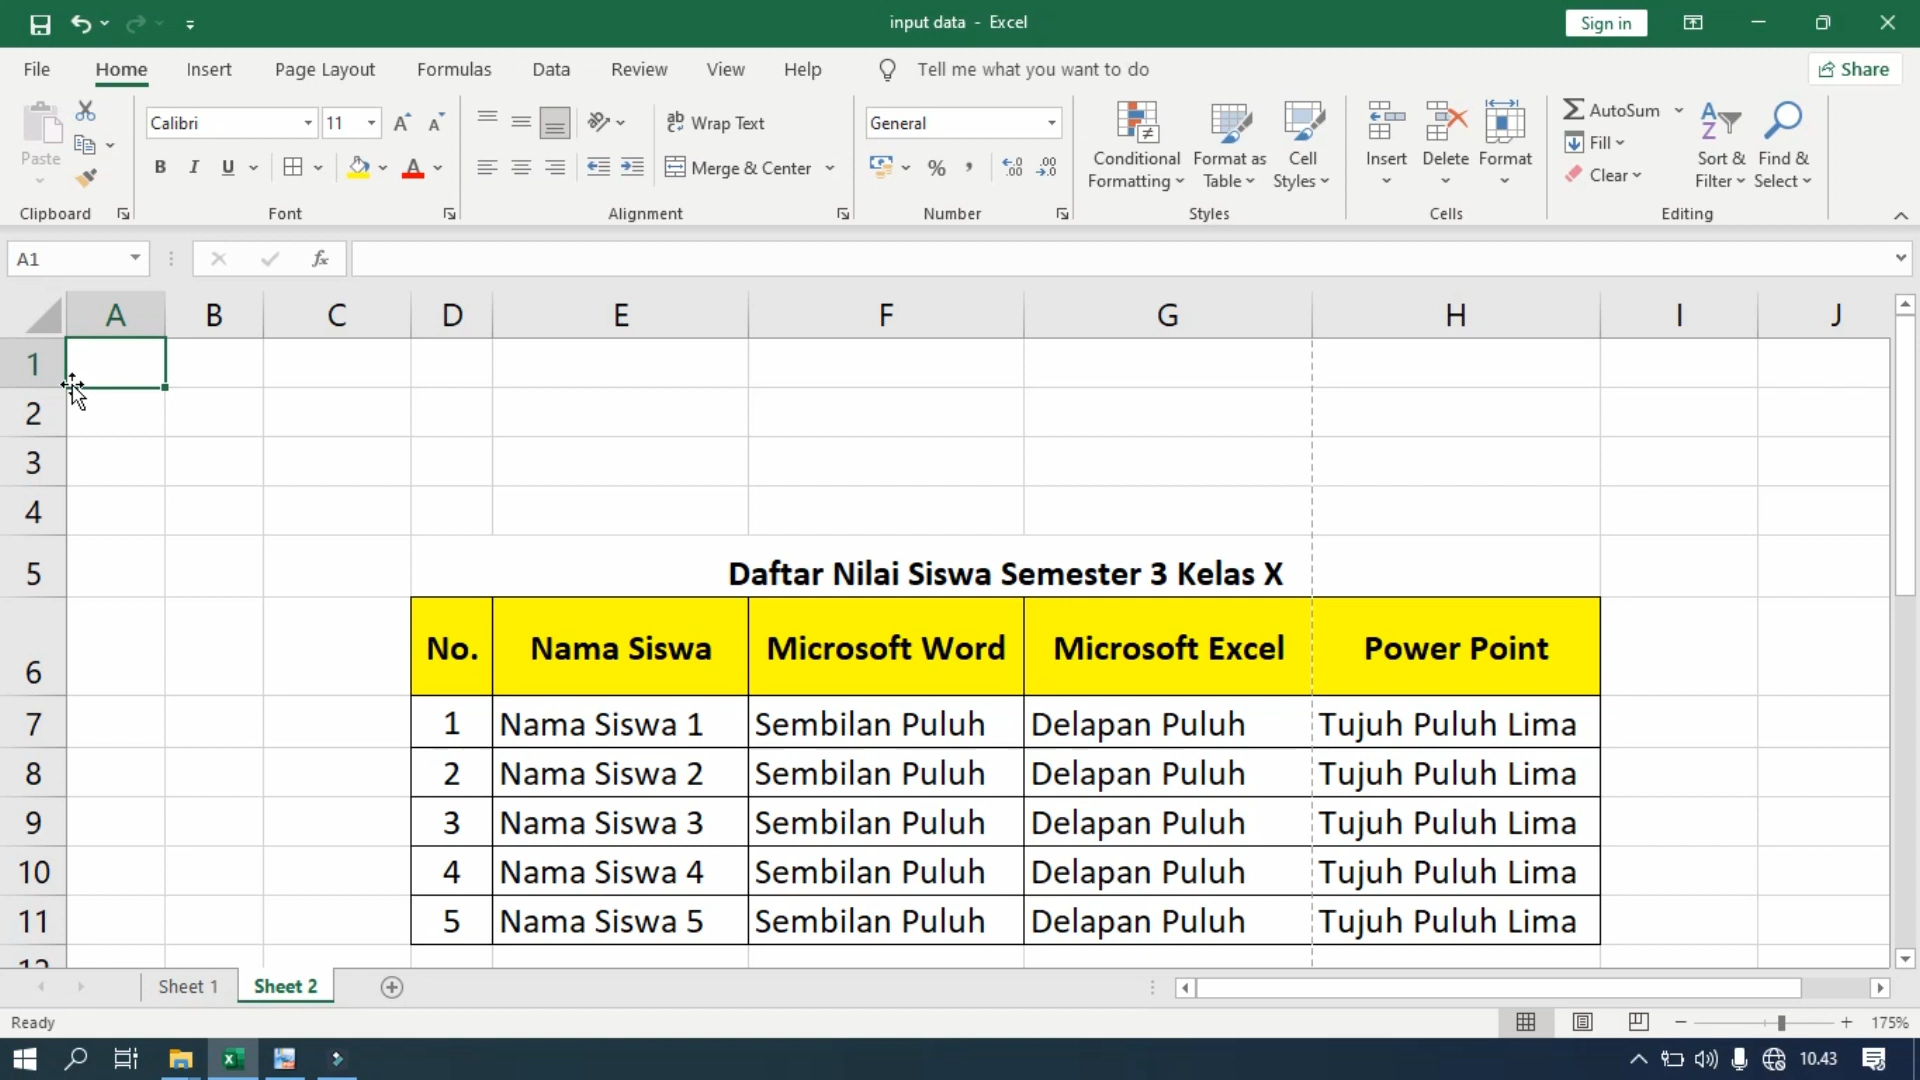 input data - Excel
Sign in
File Home Insert Page Layout Formulas Data Review View Help Tell me what you want to do Share
Paste
Calibri 11
B I U
Wrap Text
Merge & Center
General
%
Conditional Formatting
Format as Table
Cell Styles
Insert Delete Format
AutoSum
Fill
Clear
Sort & Filter
Find & Select
Clipboard Font Alignment Number Styles Cells Editing
A1 fx
A B C D E F G H I J
1
2
3
4
5 Daftar Nilai Siswa Semester 3 Kelas X
6 No. Nama Siswa Microsoft Word Microsoft Excel Power Point
7 1 Nama Siswa 1 Sembilan Puluh Delapan Puluh Tujuh Puluh Lima
8 2 Nama Siswa 2 Sembilan Puluh Delapan Puluh Tujuh Puluh Lima
9 3 Nama Siswa 3 Sembilan Puluh Delapan Puluh Tujuh Puluh Lima
10 4 Nama Siswa 4 Sembilan Puluh Delapan Puluh Tujuh Puluh Lima
11 5 Nama Siswa 5 Sembilan Puluh Delapan Puluh Tujuh Puluh Lima
Sheet 1 Sheet 2
Ready 175%
10.43